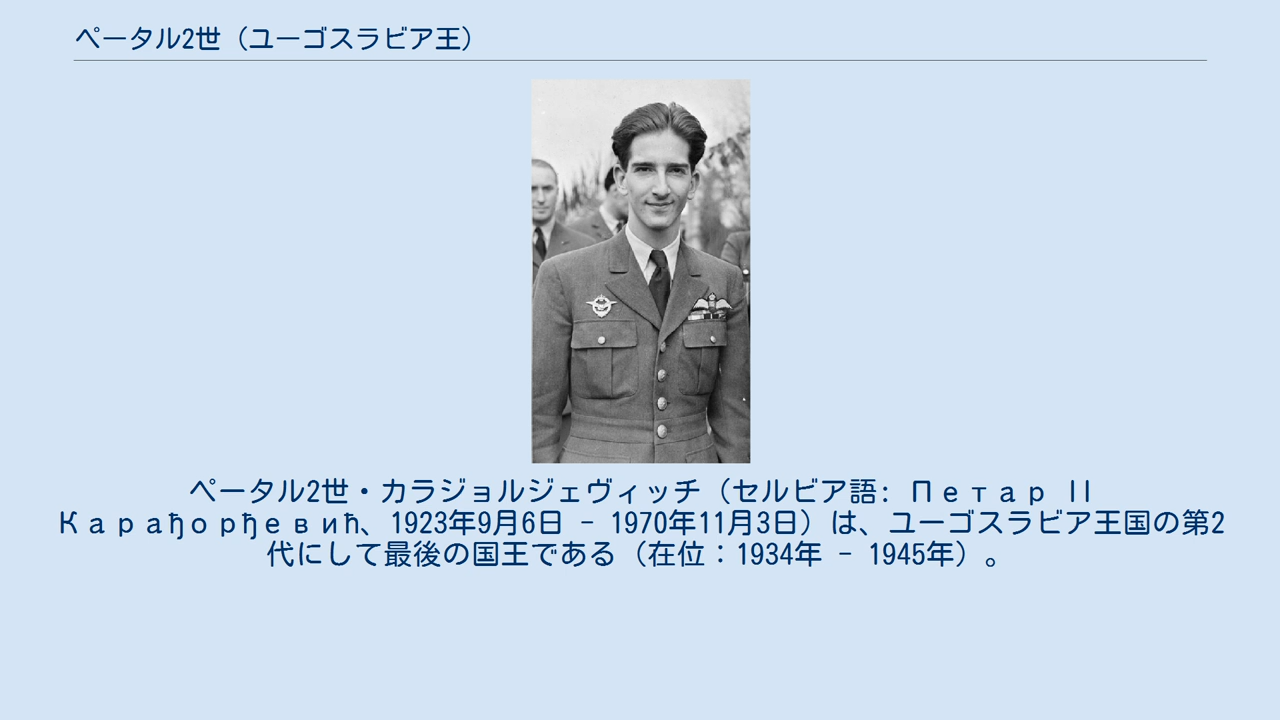 ペータル2世（ユーゴスラビア王）
ペータル2世・カラジョルジェヴィッチ（セルビア語: Петар II
Карађорђевић、1923年9月6日 - 1970年11月3日）は、ユーゴスラビア王国の第2
代にして最後の国王である（在位：1934年 - 1945年）。